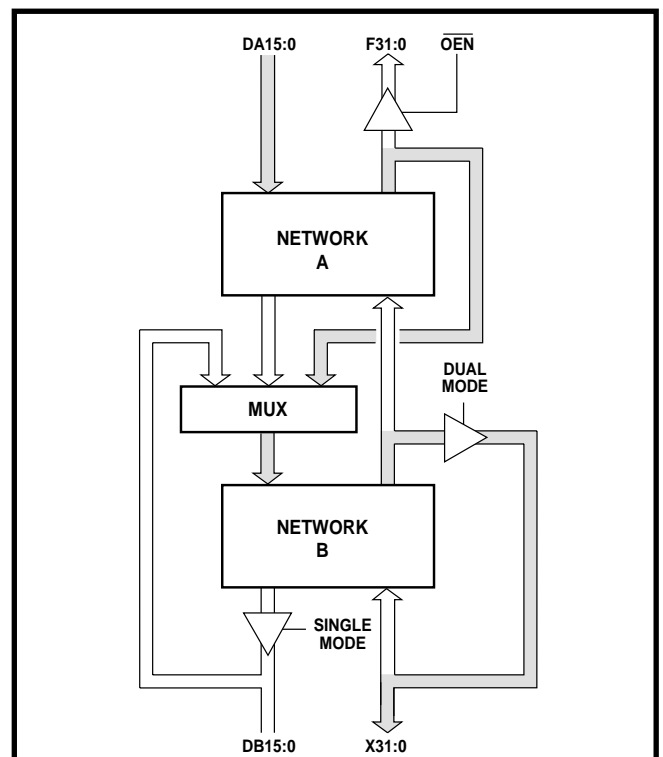 DA15:0 F31:0 OEN
NETWORK
A
DUAL
MODE
MUX
NETWORK
B
SINGLE
MODE
DB15:0 X31:0